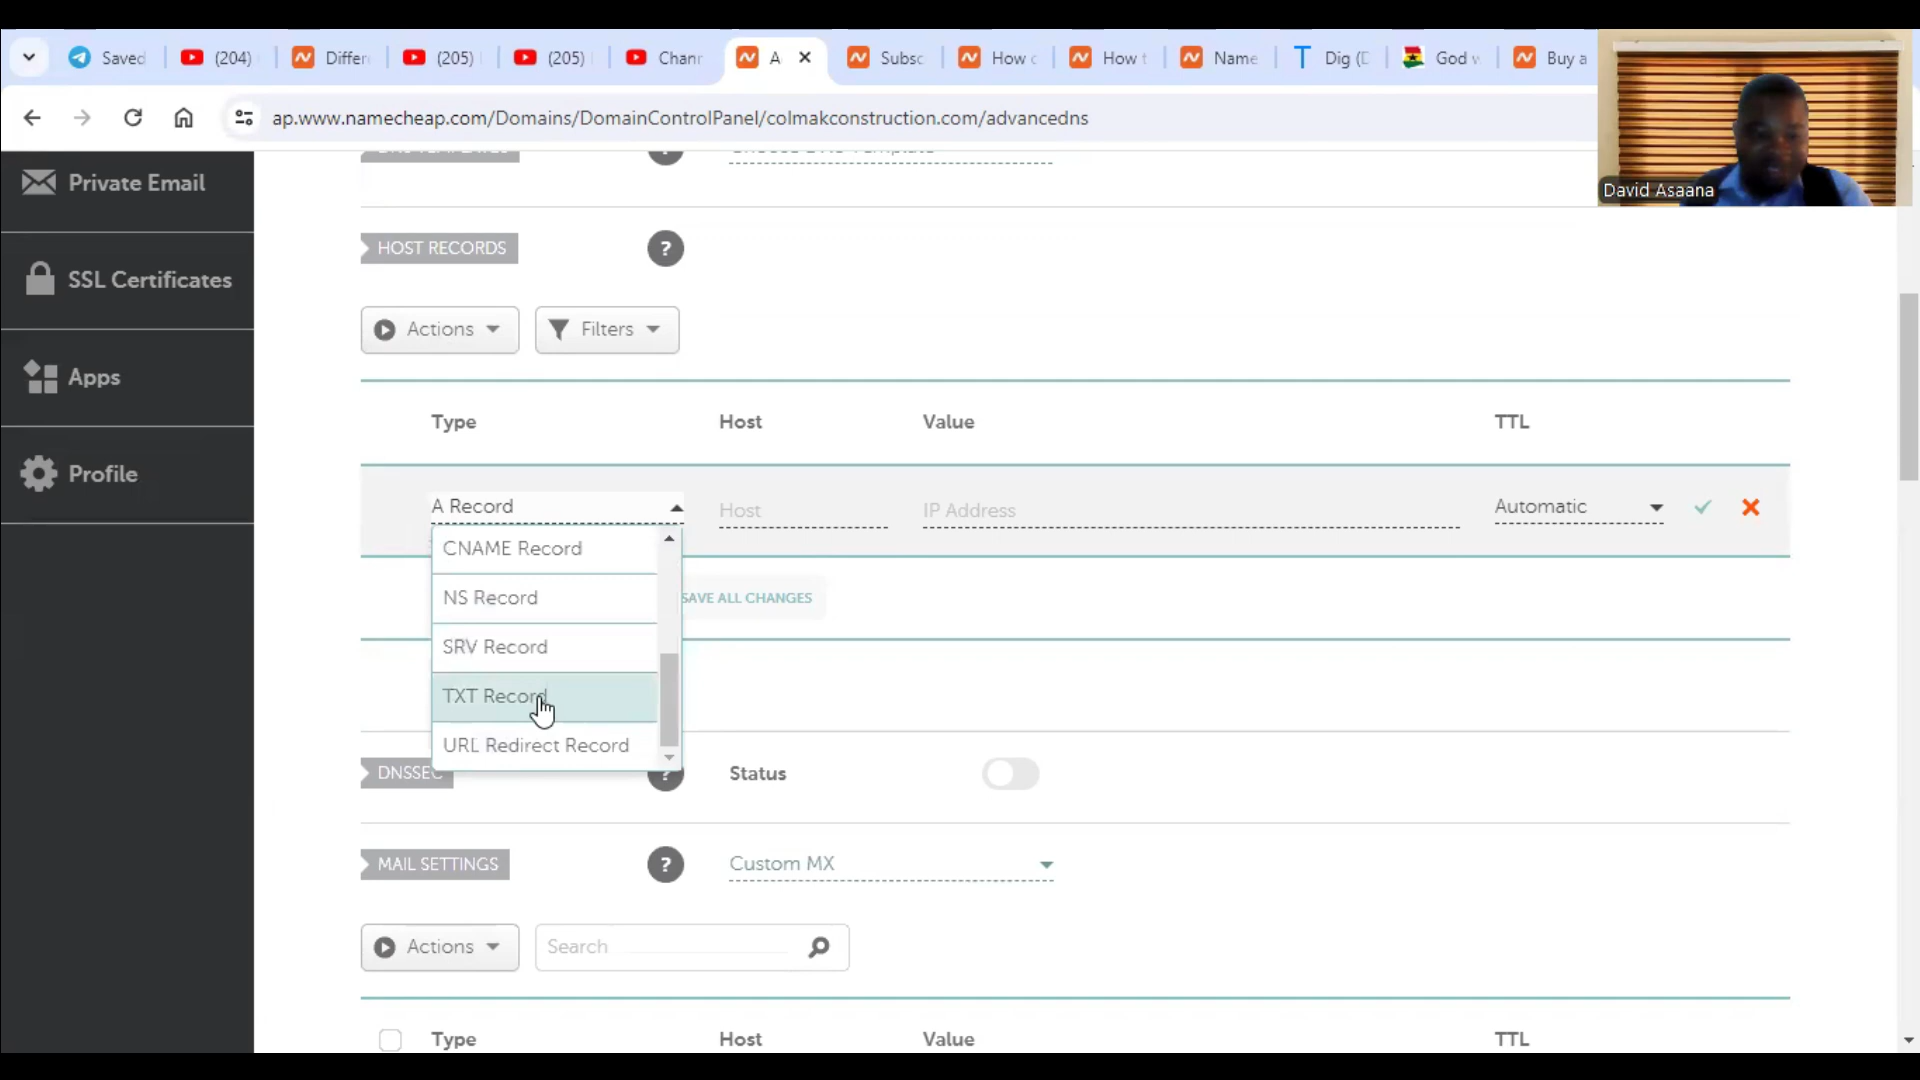 Saved
(204)
Differ
(205)
(205)
Chann
A
Subsc
How c
How t
Name
Dig (D
God w
Buy a
ap.www.namecheap.com/Domains/DomainControlPanel/colmakconstruction.com/advancedns
David Asaana
Private Email
SSL Certificates
Apps
Profile
HOST RECORDS
?
Actions
Filters
Type
Host
Value
TTL
A Record
Host
IP Address
Automatic
CNAME Record
NS Record
SRV Record
TXT Record
URL Redirect Record
SAVE ALL CHANGES
DNSSEC
?
Status
MAIL SETTINGS
?
Custom MX
Actions
Search
Type
Host
Value
TTL